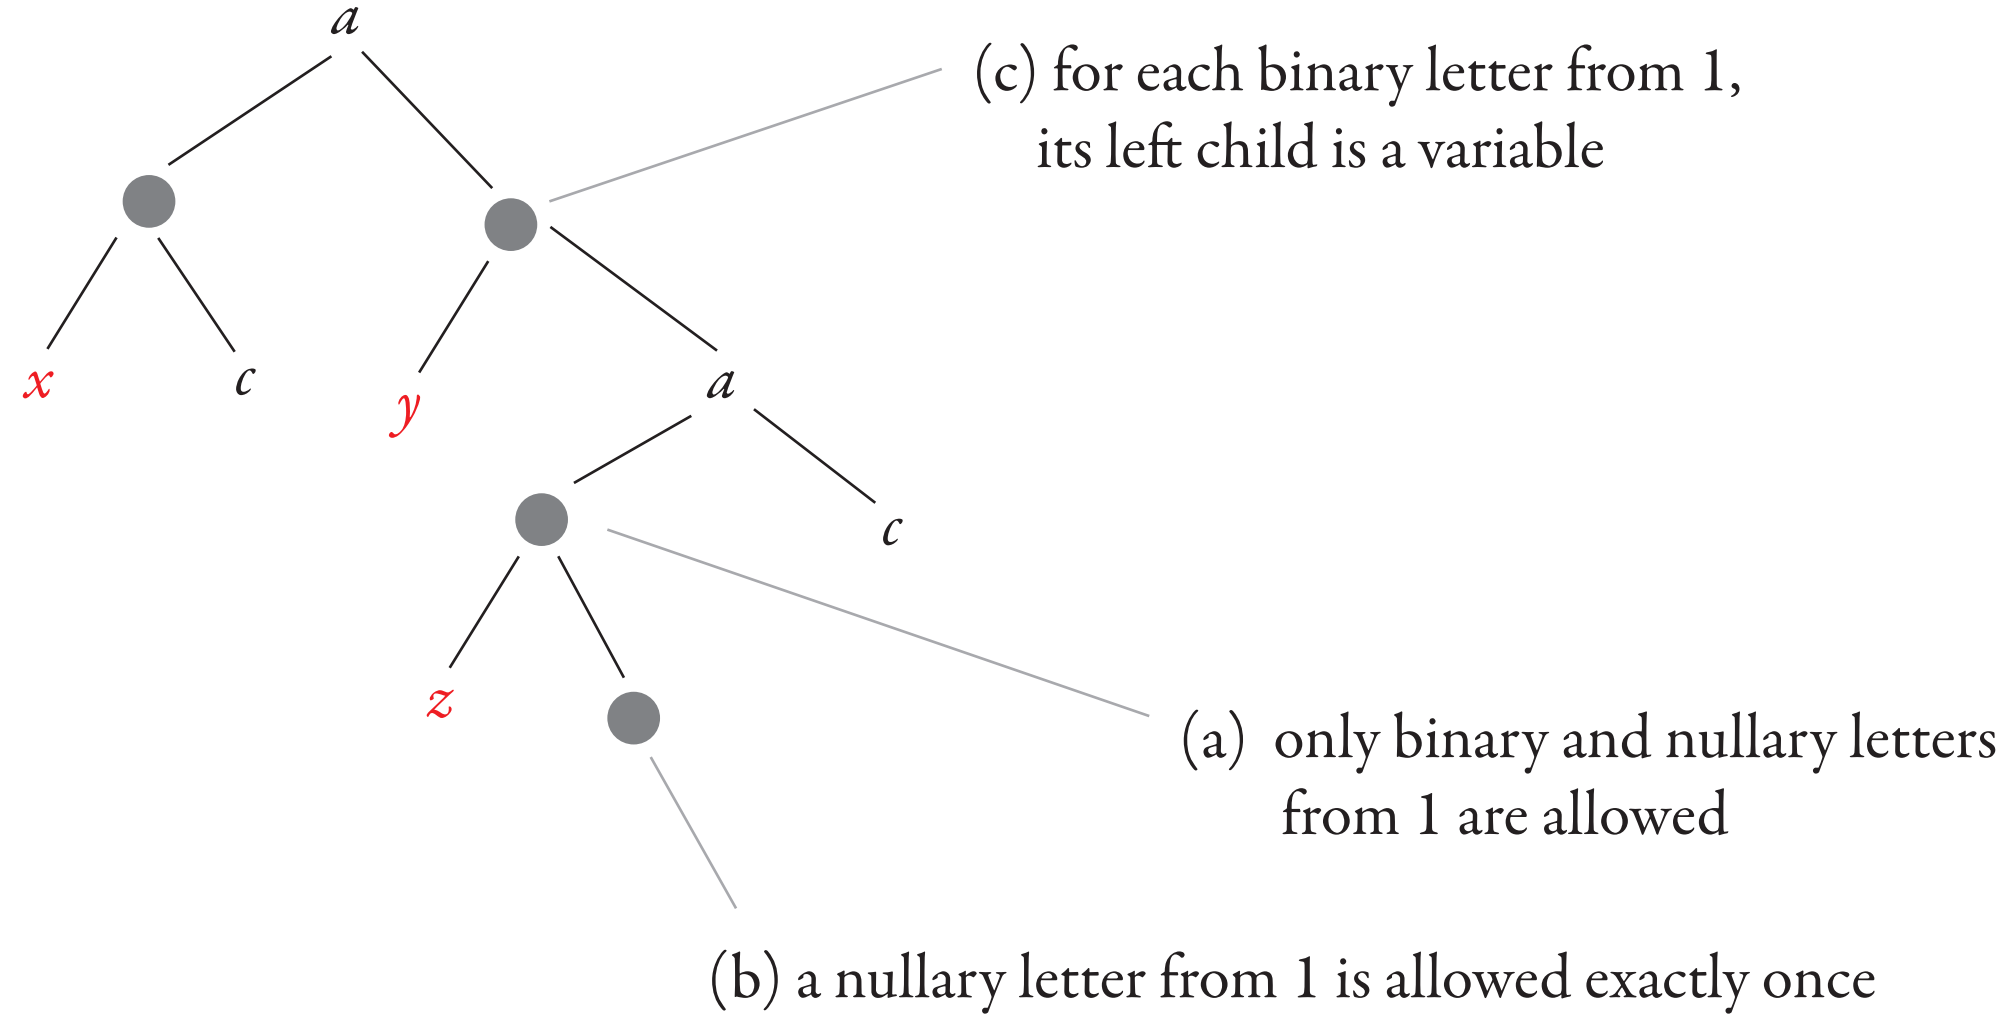 a
(c) for each binary letter from 1,
its left child is a variable
x
c
y
a
c
z
(a) only binary and nullary letters
from 1 are allowed
(b) a nullary letter from 1 is allowed exactly once